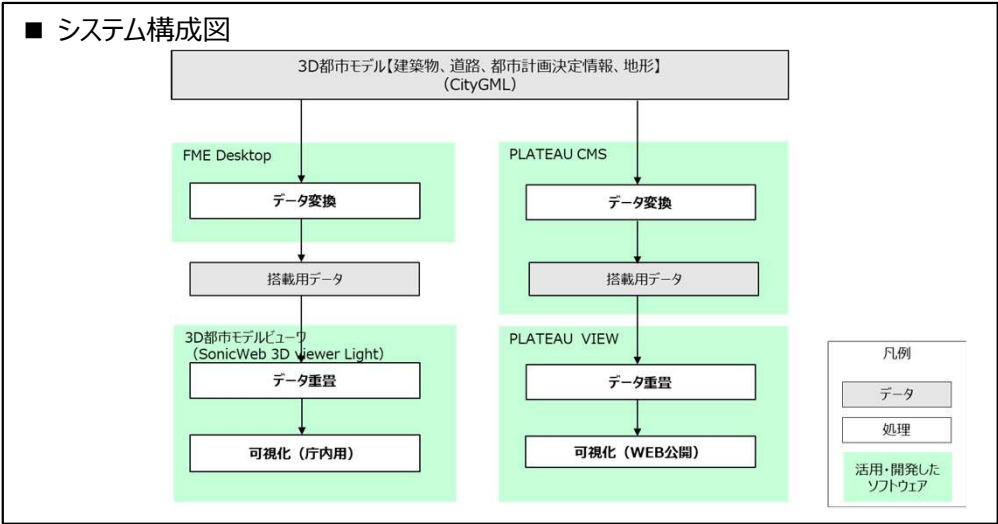 ■ システム構成図
3D都市モデル【建築物、道路、都市計画決定情報、地形】
（CityGML）
FME Desktop
データ変換
搭載用データ
3D都市モデルビューワ
（SonicWeb 3D viewer Light）
データ重畳
可視化（庁内用）
PLATEAU CMS
データ変換
搭載用データ
PLATEAU VIEW
データ重畳
可視化（WEB公開）
凡例
データ
処理
活用・開発した
ソフトウェア